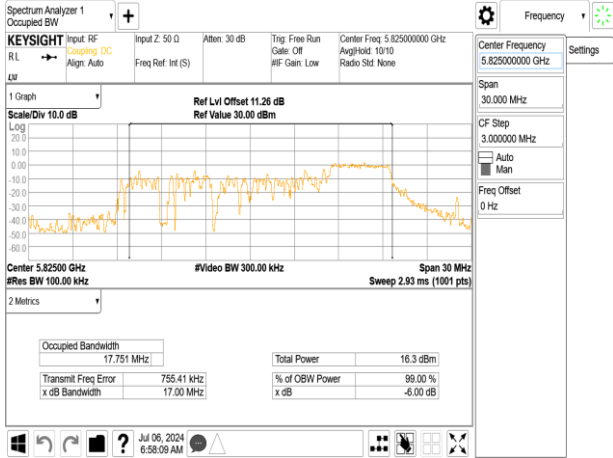 Spectrum Analyzer 1
Occupied BW
Frequency
KEYSIGHT
RL
Input: RF
Coupling: DC
Align: Auto
Input Z: 50 Ω
Freq Ref: Int (S)
Atten: 30 dB
Trig: Free Run
Gate: Off
#IF Gain: Low
Center Freq: 5.825000000 GHz
Avg|Hold: 10/10
Radio Std: None
Center Frequency
5.825000000 GHz
Settings
Span
30.000 MHz
CF Step
3.000000 MHz
Auto
Man
Freq Offset
0 Hz
1 Graph
Scale/Div 10.0 dB
Ref Lvl Offset 11.26 dB
Ref Value 30.00 dBm
Log
20.0
10.0
0.00
-10.0
-20.0
-30.0
-40.0
-50.0
-60.0
Center 5.82500 GHz
#Res BW 100.00 kHz
#Video BW 300.00 kHz
Span 30 MHz
Sweep 2.93 ms (1001 pts)
2 Metrics
Occupied Bandwidth
17.751 MHz
Transmit Freq Error 755.41 kHz
x dB Bandwidth 17.00 MHz
Total Power 16.3 dBm
% of OBW Power 99.00 %
x dB -6.00 dB
?
Jul 06, 2024
6:58:09 AM